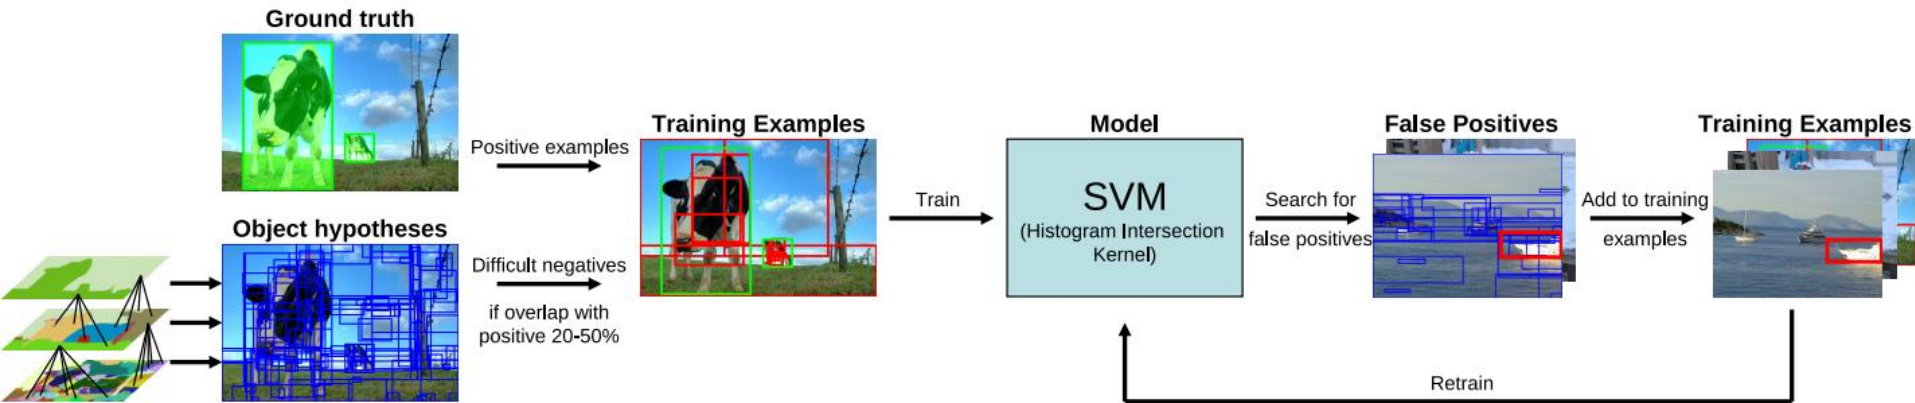 Ground truth
Positive examples
Object hypotheses
Difficult negatives
if overlap with
positive 20-50%
Training Examples
Train
Model
SVM
(Histogram Intersection
Kernel)
Search for
false positives
False Positives
Add to training
examples
Training Examples
Retrain